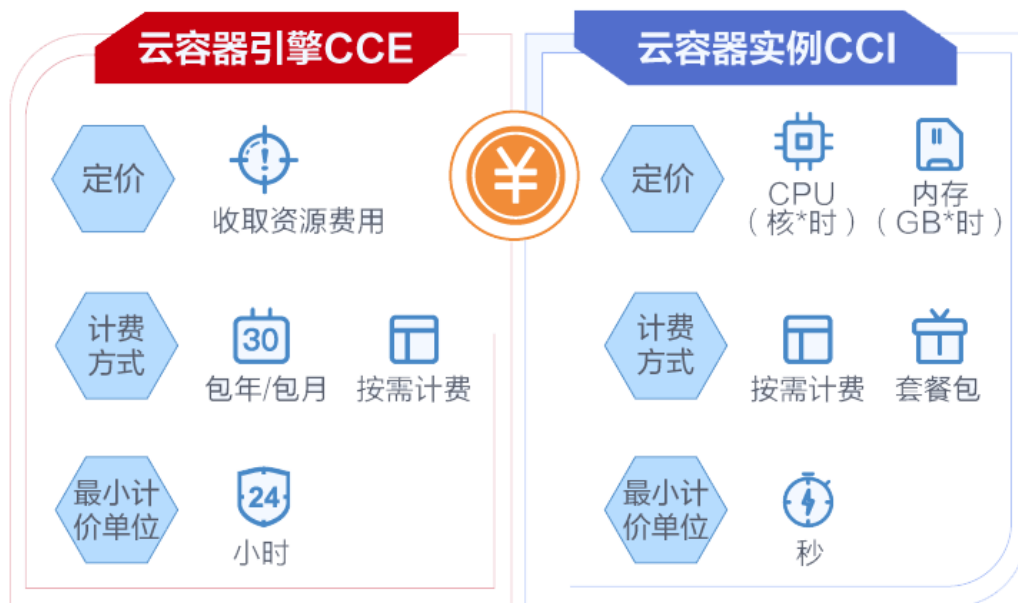 云容器引擎CCE
定价
收取资源费用
计费
方式
30
包年/包月
按需计费
最小计
价单位
24
小时
¥
云容器实例CCI
定价
CPU
（核*时）
内存
（GB*时）
计费
方式
按需计费
套餐包
最小计
价单位
秒